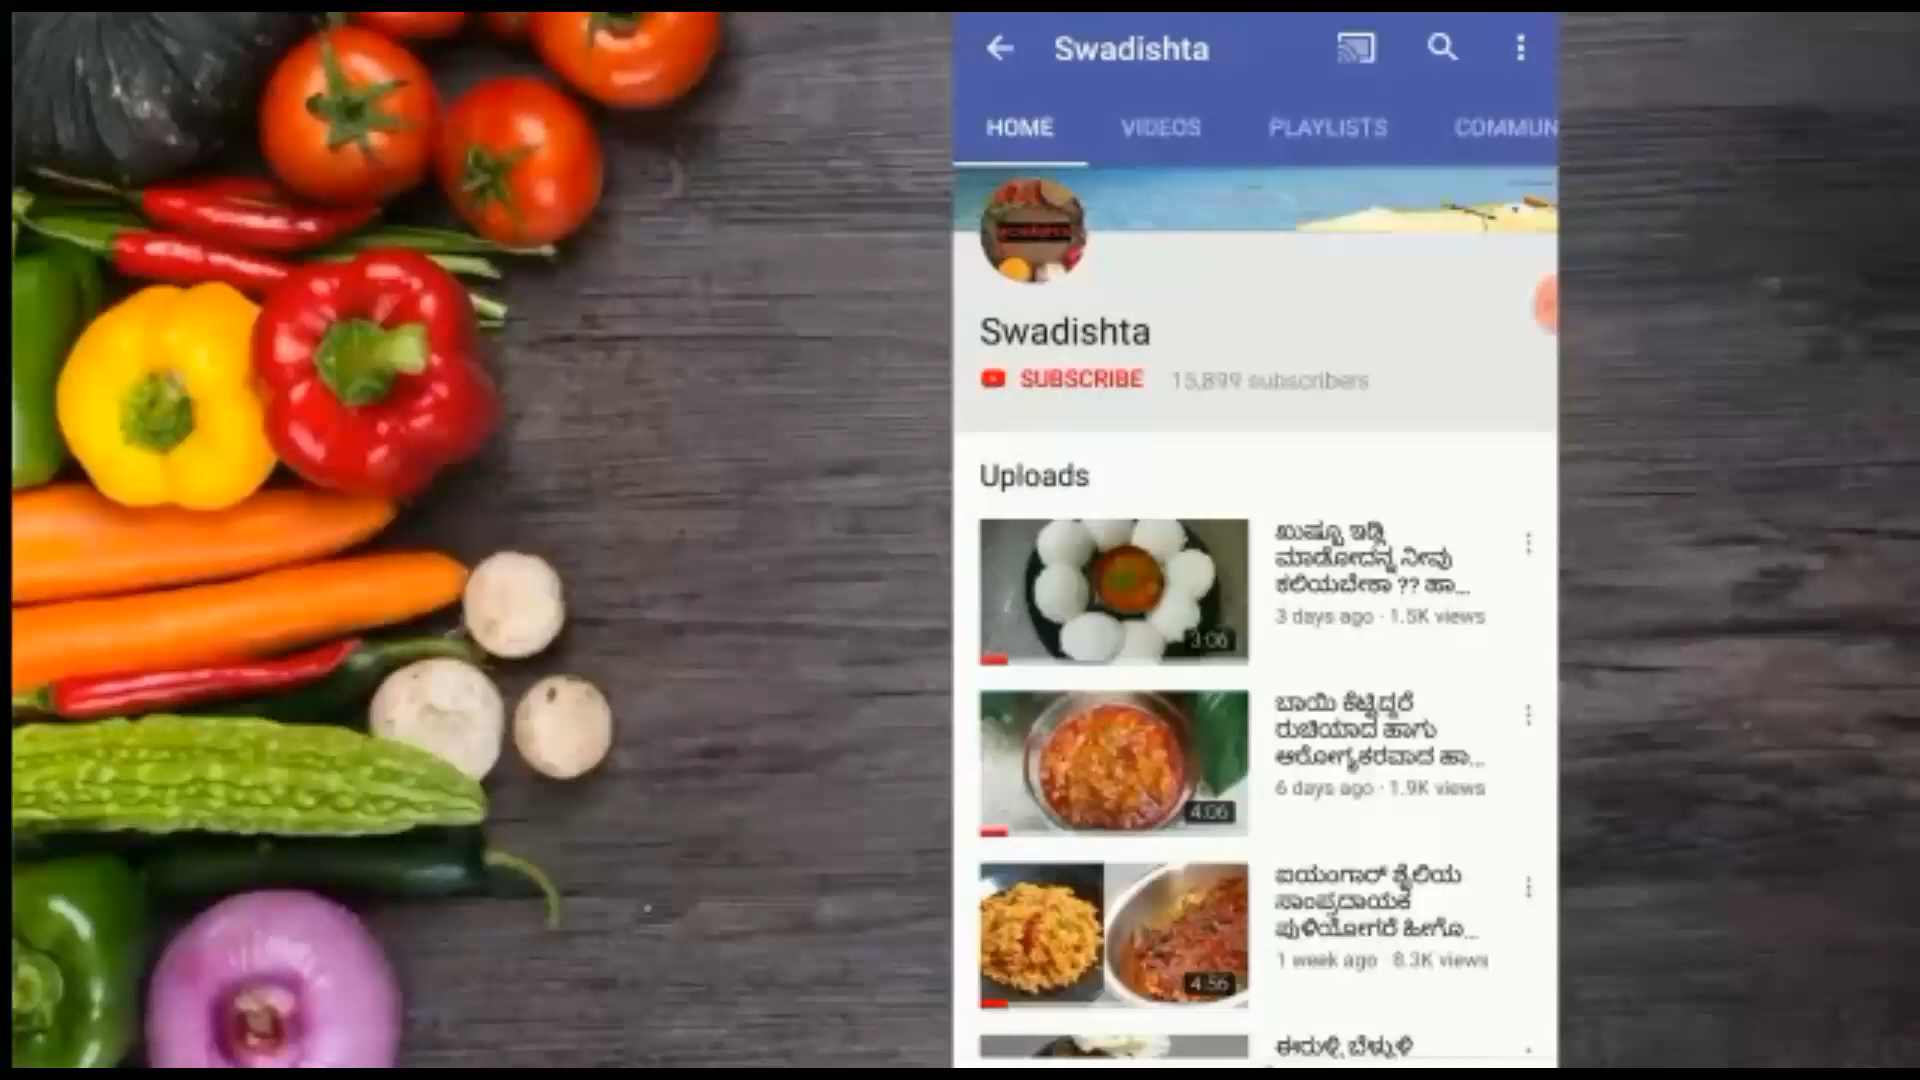 Swadishta
HOME VIDEOS PLAYLISTS COMMUN
Swadishta
SUBSCRIBE 15,899 subscribers
Uploads
ಖುಷ್ಬೂ ಇಡ್ಲಿ
ಮಾಡೋದನ್ನ ನೀವು
ಕಲಿಯಬೇಕಾ ?? ಹಾ...
3 days ago · 1.5K views
3:06
ಬಾಯಿ ಕೆಟ್ಟಿದ್ದರೆ
ರುಚಿಯಾದ ಹಾಗು
ಆರೋಗ್ಯಕರವಾದ ಹಾ...
6 days ago · 1.9K views
4:06
ಐಯಂಗಾರ್ ಶೈಲಿಯ
ಸಾಂಪ್ರದಾಯಕ
ಪುಳಿಯೋಗರೆ ಹೀಗೊ...
1 week ago · 8.3K views
4:56
ಈರುಳ್ಳಿ ಬೆಳ್ಳುಳ್ಳಿ